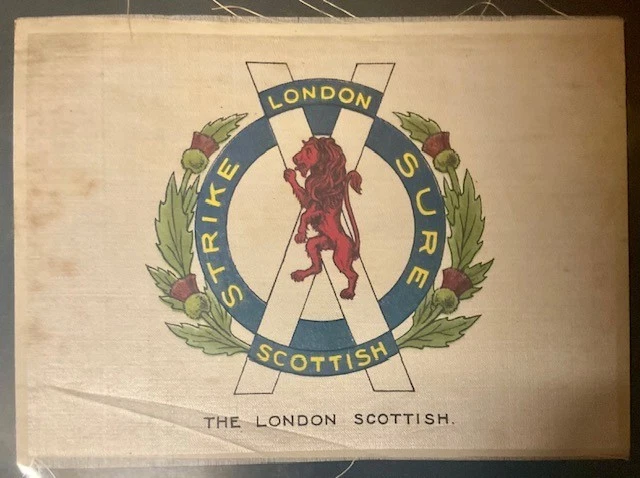 LONDON
STRIKE SURE
SCOTTISH
THE LONDON SCOTTISH.